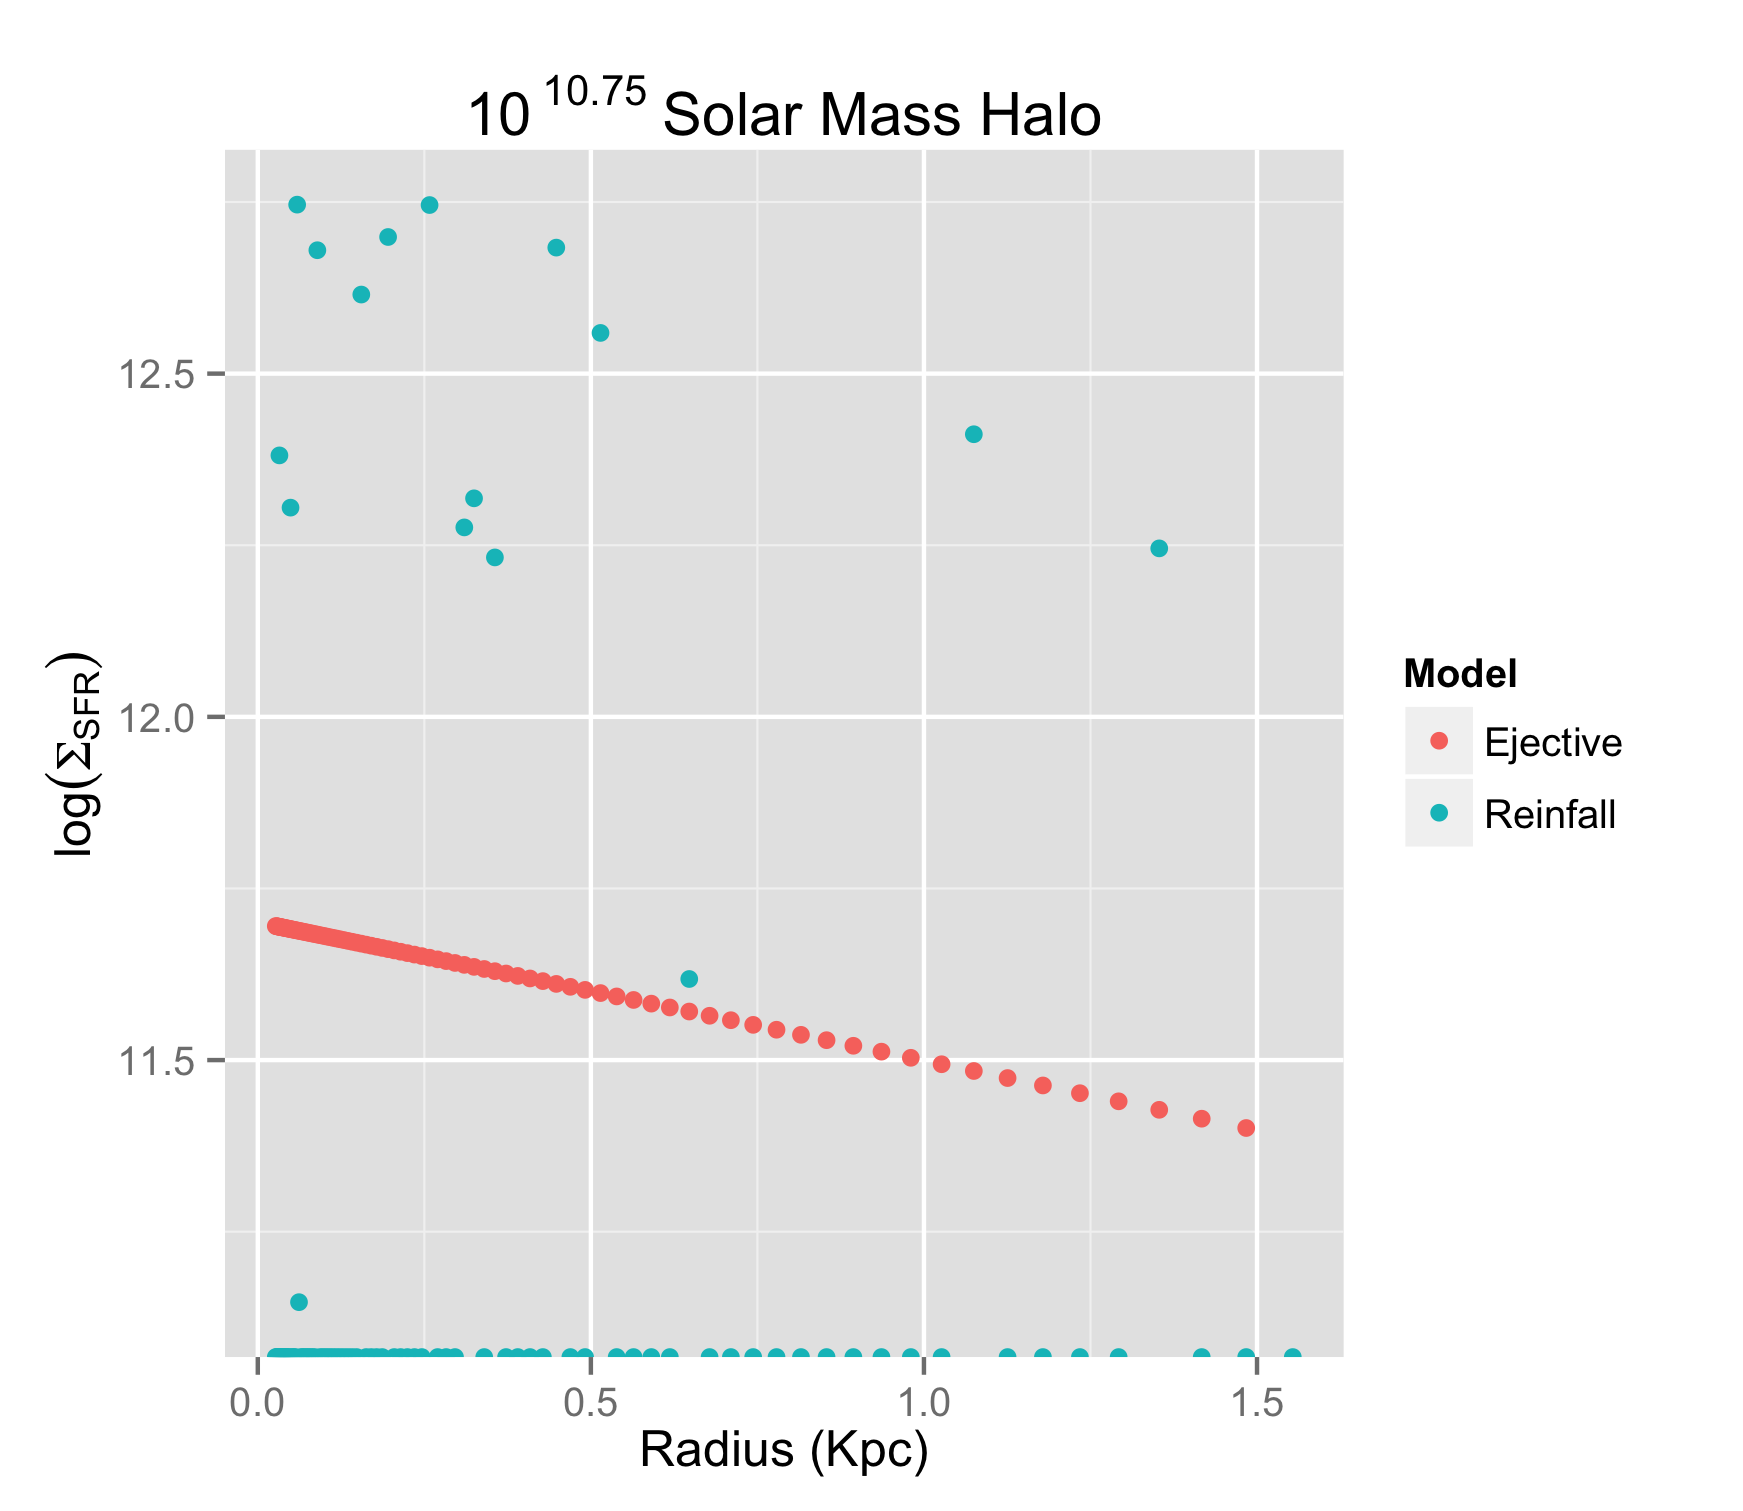 10^10.75 Solar Mass Halo
log(Σ_SFR)
12.5
12.0
11.5
0.0 0.5 1.0 1.5
Radius (Kpc)
Model
Ejective
Reinfall